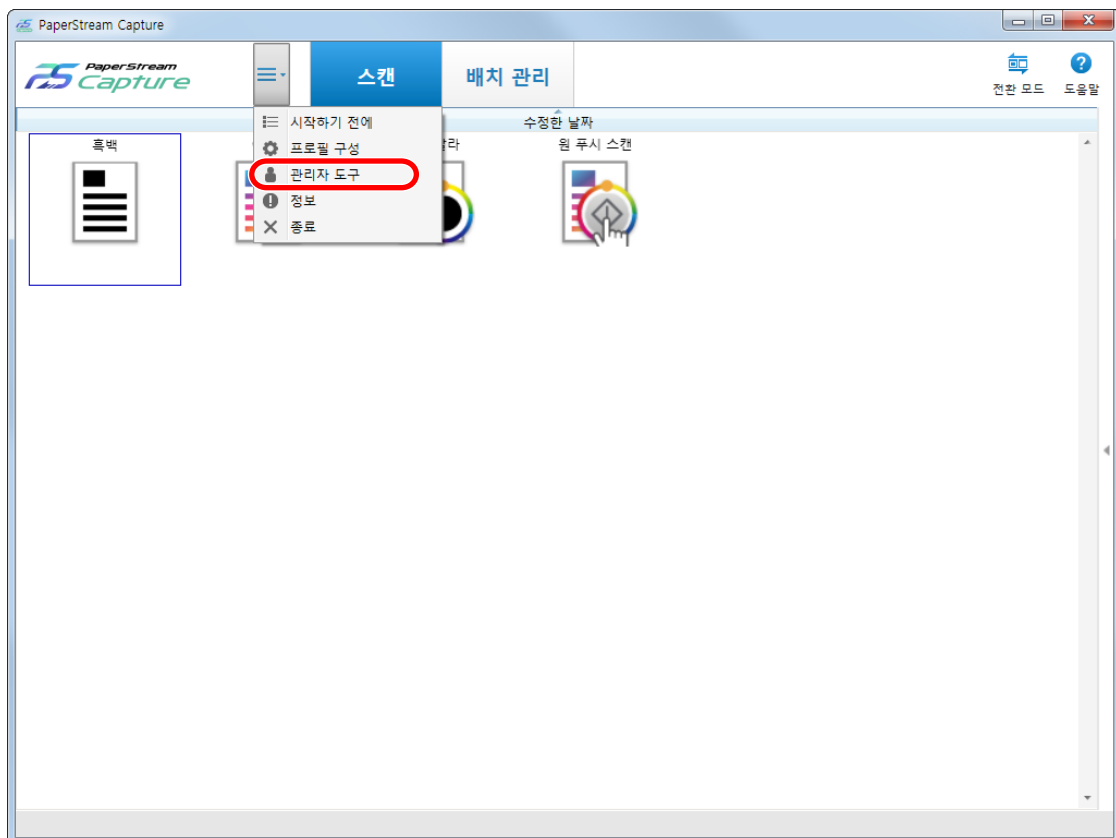 PaperStream Capture
PaperStream
Capture
스캔
배치 관리
전환 모드
도움말
시작하기 전에
프로필 구성
관리자 도구
정보
종료
수정한 날짜
흑백
원 푸시 스캔